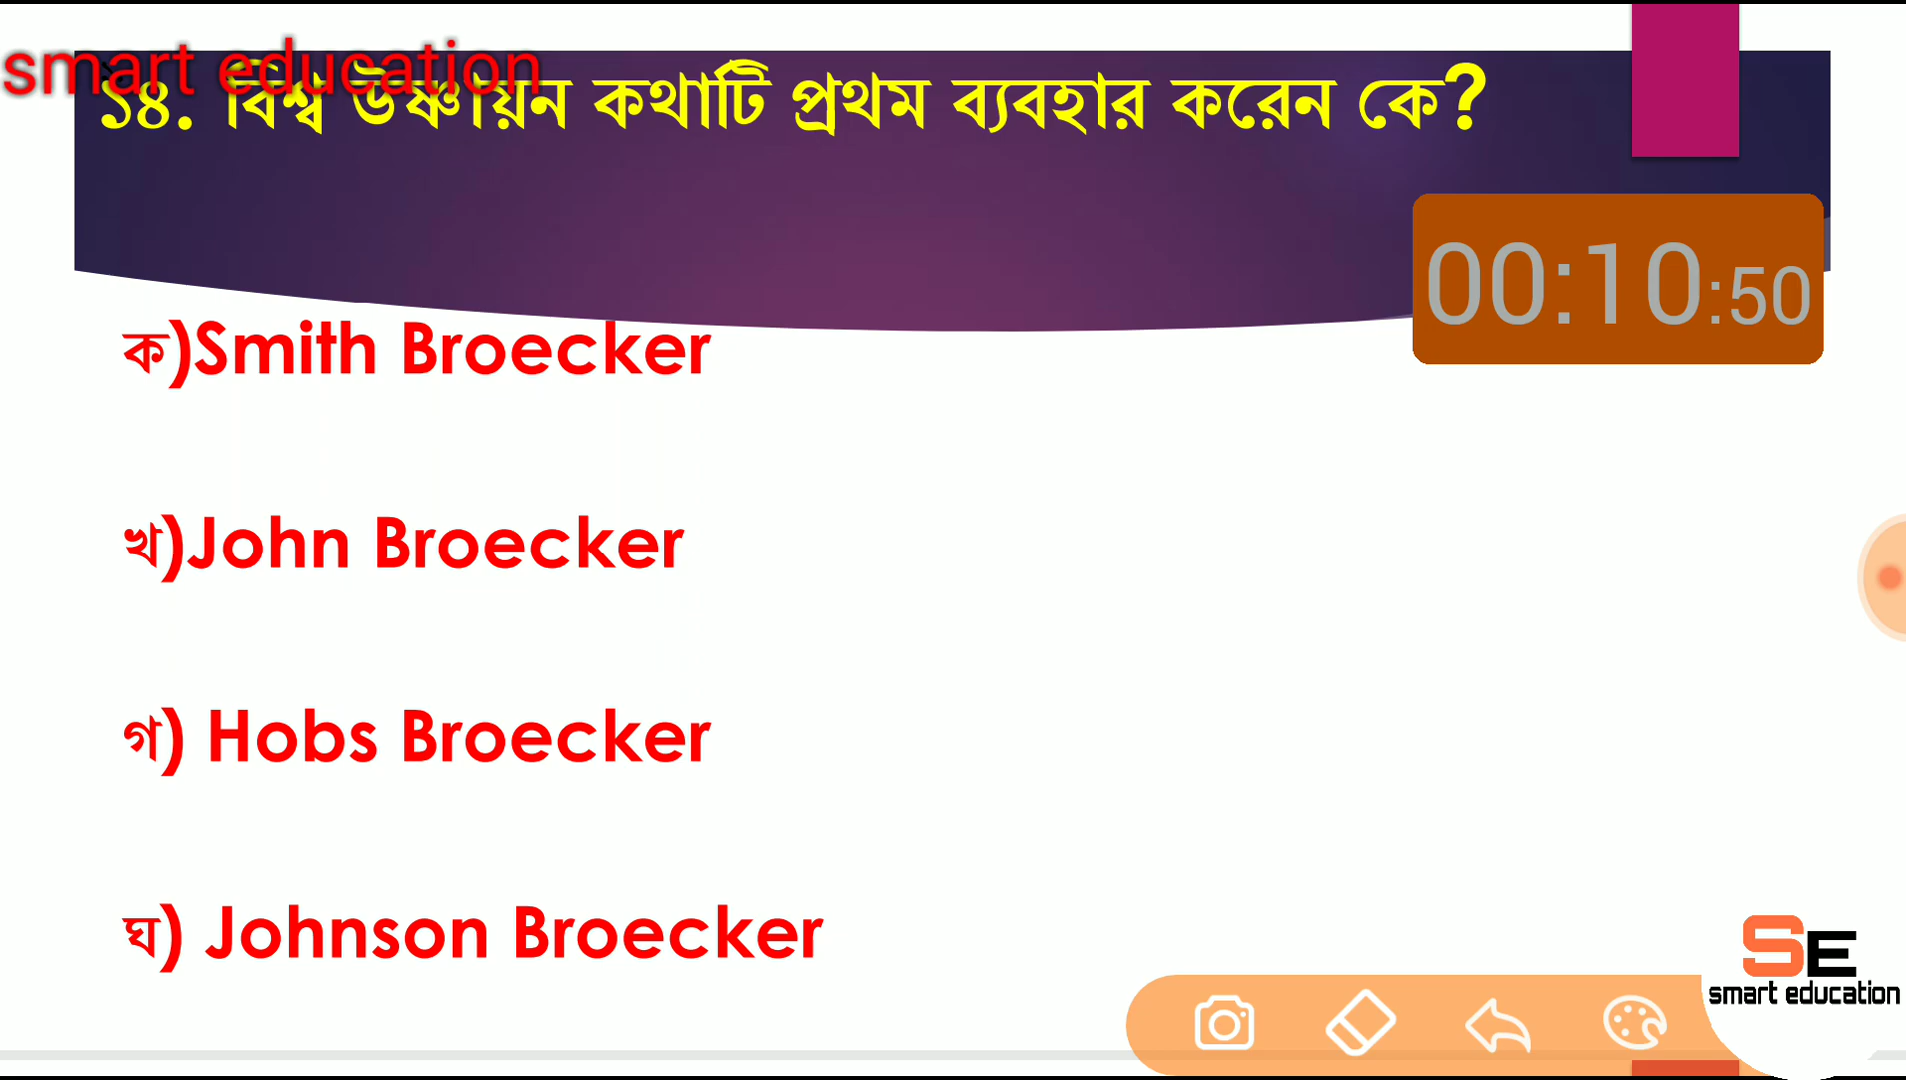 smart education
১৪. বিশ্ব উষ্ণায়ন কথাটি প্রথম ব্যবহার করেন কে?
00:10:50
ক)Smith Broecker
খ)John Broecker
গ) Hobs Broecker
ঘ) Johnson Broecker
SE
smart education